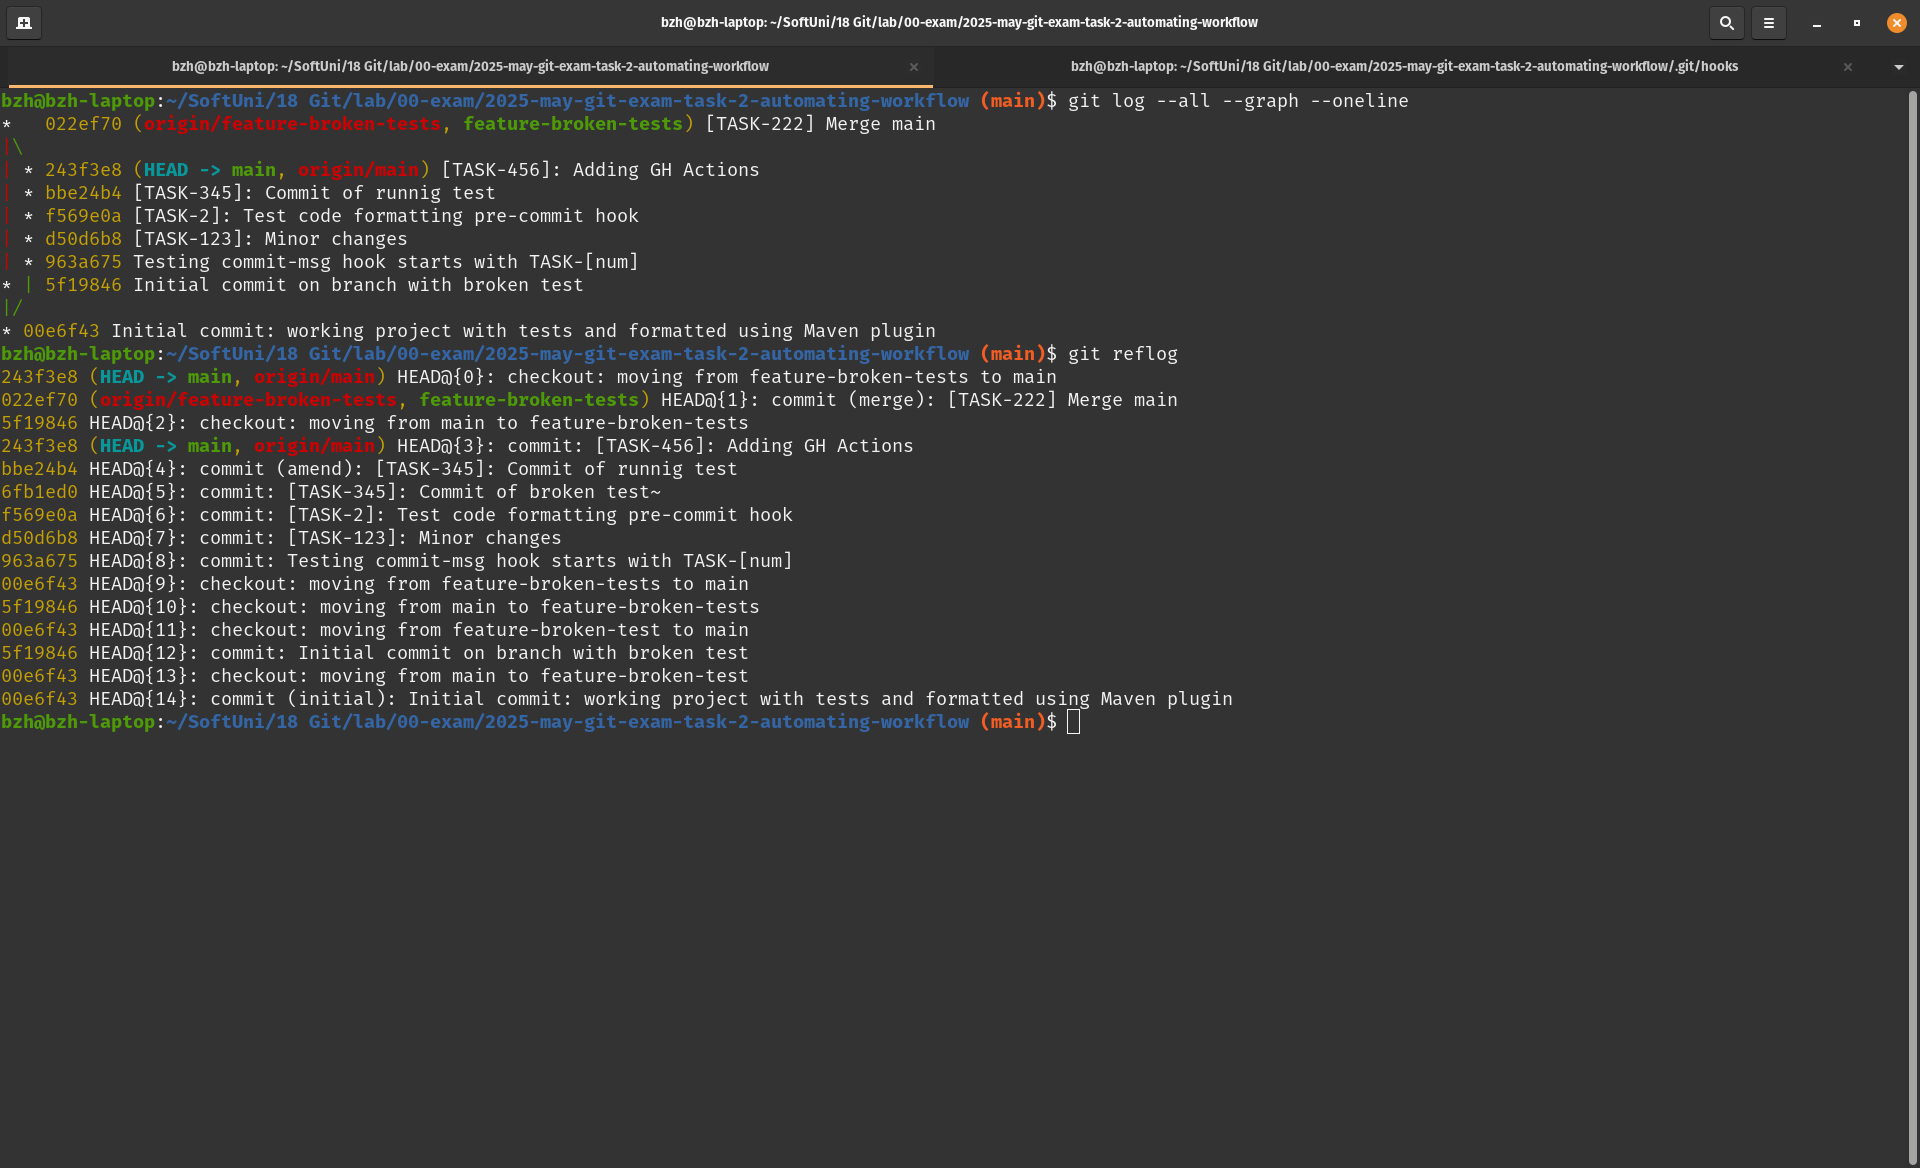 bzh@bzh-laptop: ~/SoftUni/18 Git/lab/00-exam/2025-may-git-exam-task-2-automating-workflow
bzh@bzh-laptop: ~/SoftUni/18 Git/lab/00-exam/2025-may-git-exam-task-2-automating-workflow
bzh@bzh-laptop: ~/SoftUni/18 Git/lab/00-exam/2025-may-git-exam-task-2-automating-workflow/.git/hooks
bzh@bzh-laptop:~/SoftUni/18 Git/lab/00-exam/2025-may-git-exam-task-2-automating-workflow (main)$ git log --all --graph --oneline
*   022ef70 (origin/feature-broken-tests, feature-broken-tests) [TASK-222] Merge main
|\
| * 243f3e8 (HEAD -> main, origin/main) [TASK-456]: Adding GH Actions
| * bbe24b4 [TASK-345]: Commit of runnig test
| * f569e0a [TASK-2]: Test code formatting pre-commit hook
| * d50d6b8 [TASK-123]: Minor changes
| * 963a675 Testing commit-msg hook starts with TASK-[num]
* | 5f19846 Initial commit on branch with broken test
|/
* 00e6f43 Initial commit: working project with tests and formatted using Maven plugin
bzh@bzh-laptop:~/SoftUni/18 Git/lab/00-exam/2025-may-git-exam-task-2-automating-workflow (main)$ git reflog
243f3e8 (HEAD -> main, origin/main) HEAD@{0}: checkout: moving from feature-broken-tests to main
022ef70 (origin/feature-broken-tests, feature-broken-tests) HEAD@{1}: commit (merge): [TASK-222] Merge main
5f19846 HEAD@{2}: checkout: moving from main to feature-broken-tests
243f3e8 (HEAD -> main, origin/main) HEAD@{3}: commit: [TASK-456]: Adding GH Actions
bbe24b4 HEAD@{4}: commit (amend): [TASK-345]: Commit of runnig test
6fb1ed0 HEAD@{5}: commit: [TASK-345]: Commit of broken test~
f569e0a HEAD@{6}: commit: [TASK-2]: Test code formatting pre-commit hook
d50d6b8 HEAD@{7}: commit: [TASK-123]: Minor changes
963a675 HEAD@{8}: commit: Testing commit-msg hook starts with TASK-[num]
00e6f43 HEAD@{9}: checkout: moving from feature-broken-tests to main
5f19846 HEAD@{10}: checkout: moving from main to feature-broken-tests
00e6f43 HEAD@{11}: checkout: moving from feature-broken-test to main
5f19846 HEAD@{12}: commit: Initial commit on branch with broken test
00e6f43 HEAD@{13}: checkout: moving from main to feature-broken-test
00e6f43 HEAD@{14}: commit (initial): Initial commit: working project with tests and formatted using Maven plugin
bzh@bzh-laptop:~/SoftUni/18 Git/lab/00-exam/2025-may-git-exam-task-2-automating-workflow (main)$